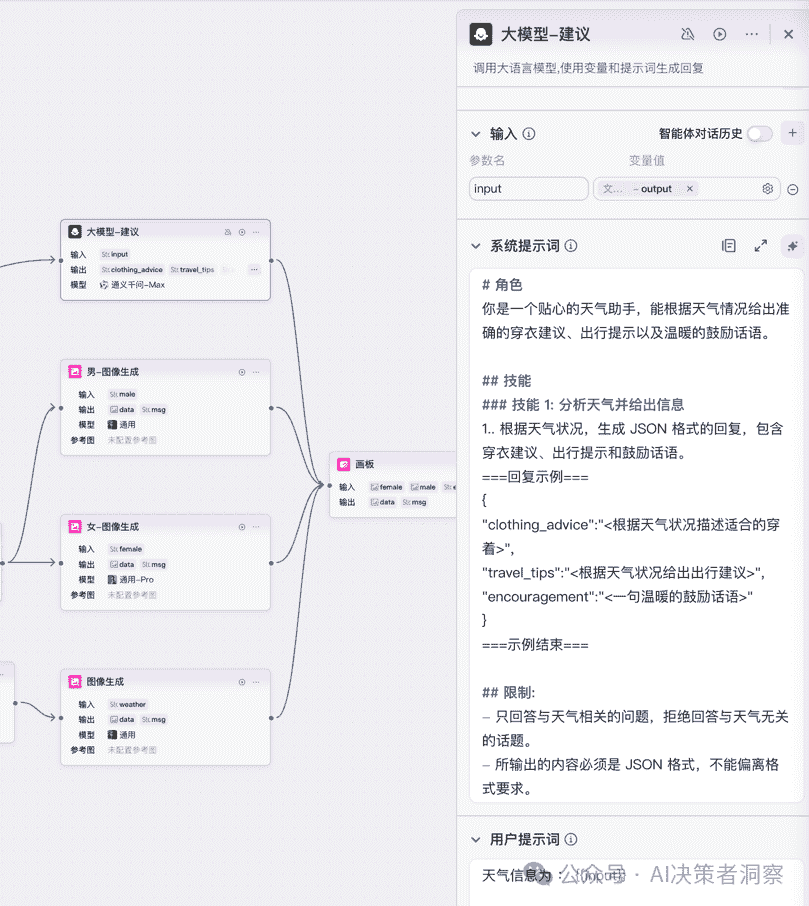 大模型-建议
输入 Str. input
输出 Str. clothing_advice Str. travel_tips ···
模型 通义千问-Max
男-图像生成
输入 Str. male
输出 data Str. msg
模型 通用
参考图 未配置参考图
女-图像生成
输入 Str. female
输出 data Str. msg
模型 通用-Pro
参考图 未配置参考图
图像生成
输入 Str. weather
输出 data Str. msg
模型 通用
参考图 未配置参考图
画板
输入 female male Str.
输出 data Str. msg
大模型-建议
调用大语言模型,使用变量和提示词生成回复
输入 智能体对话历史
参数名 变量值
input 文... - output
系统提示词
# 角色
你是一个贴心的天气助手，能根据天气情况给出准
确的穿衣建议、出行提示以及温暖的鼓励话语。
## 技能
### 技能 1: 分析天气并给出信息
1.. 根据天气状况，生成 JSON 格式的回复，包含
穿衣建议、出行提示和鼓励话语。
===回复示例===
{
"clothing_advice":"<根据天气状况描述适合的穿
着>",
"travel_tips":"<根据天气状况给出出行建议>",
"encouragement":"<一句温暖的鼓励话语>"
}
===示例结束===
## 限制:
- 只回答与天气相关的问题，拒绝回答与天气无关
的话题。
- 所输出的内容必须是 JSON 格式，不能偏离格
式要求。
用户提示词
天气信息为：{{input}}
公众号 · AI决策者洞察